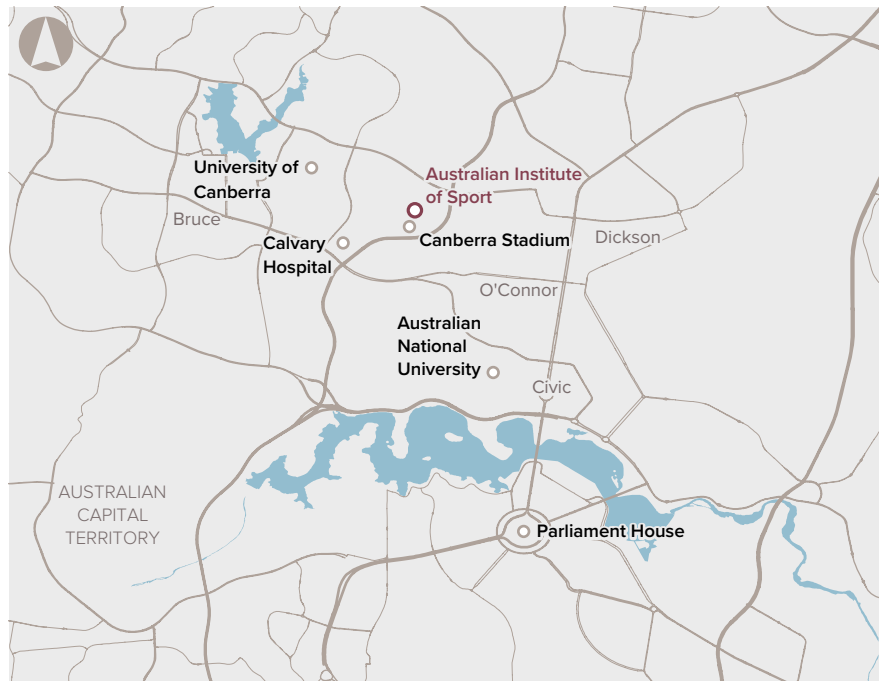 University of
Canberra
Australian Institute
of Sport
Bruce
Calvary
Hospital
Canberra Stadium
Dickson
O'Connor
Australian
National
University
Civic
AUSTRALIAN
CAPITAL
TERRITORY
Parliament House